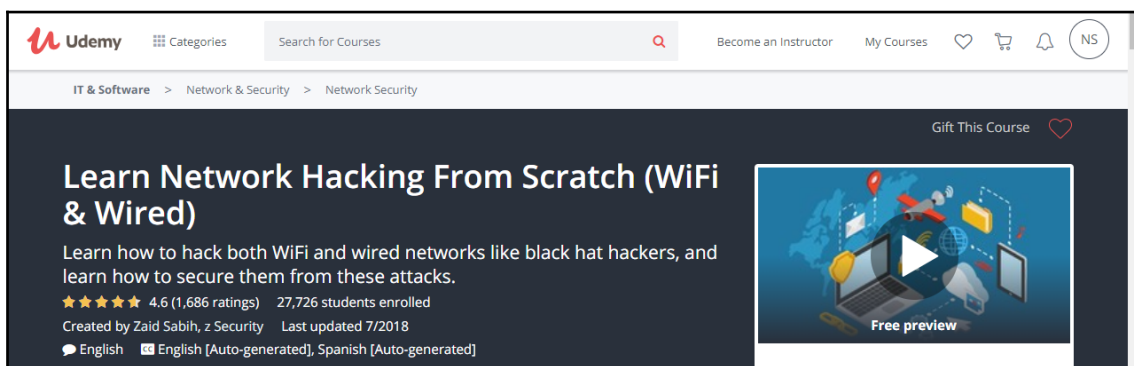 Udemy Categories Search for Courses Become an Instructor My Courses NS
IT & Software > Network & Security > Network Security
Gift This Course
Learn Network Hacking From Scratch (WiFi
& Wired)
Learn how to hack both WiFi and wired networks like black hat hackers, and
learn how to secure them from these attacks.
4.6 (1,686 ratings) 27,726 students enrolled
Created by Zaid Sabih, z Security Last updated 7/2018
Free preview
English CC English [Auto-generated], Spanish [Auto-generated]